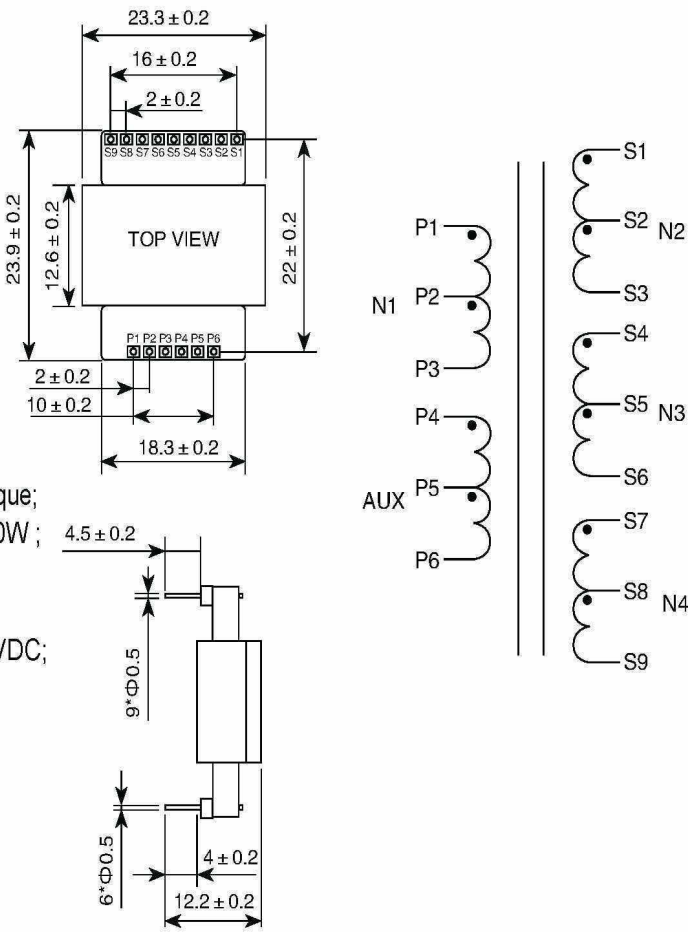 23.3 ± 0.2
16 ± 0.2
2 ± 0.2
S9 S8 S7 S6 S5 S4 S3 S2 S1
23.9 ± 0.2
12.6 ± 0.2
TOP VIEW
22 ± 0.2
P1 P2 P3 P4 P5 P6
2 ± 0.2
10 ± 0.2
18.3 ± 0.2
que;
0W ;
/DC;
4.5 ± 0.2
9*Φ0.5
6*Φ0.5
4 ± 0.2
12.2 ± 0.2
P1
N1 P2
P3
P4
AUX P5
P6
S1
S2 N2
S3
S4
S5 N3
S6
S7
S8 N4
S9